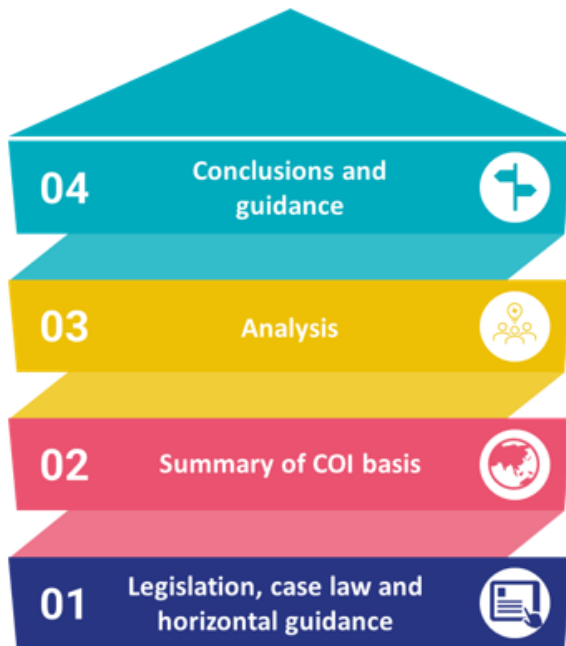 04
Conclusions and
guidance
03
Analysis
02
Summary of COI basis
01
Legislation, case law and
horizontal guidance